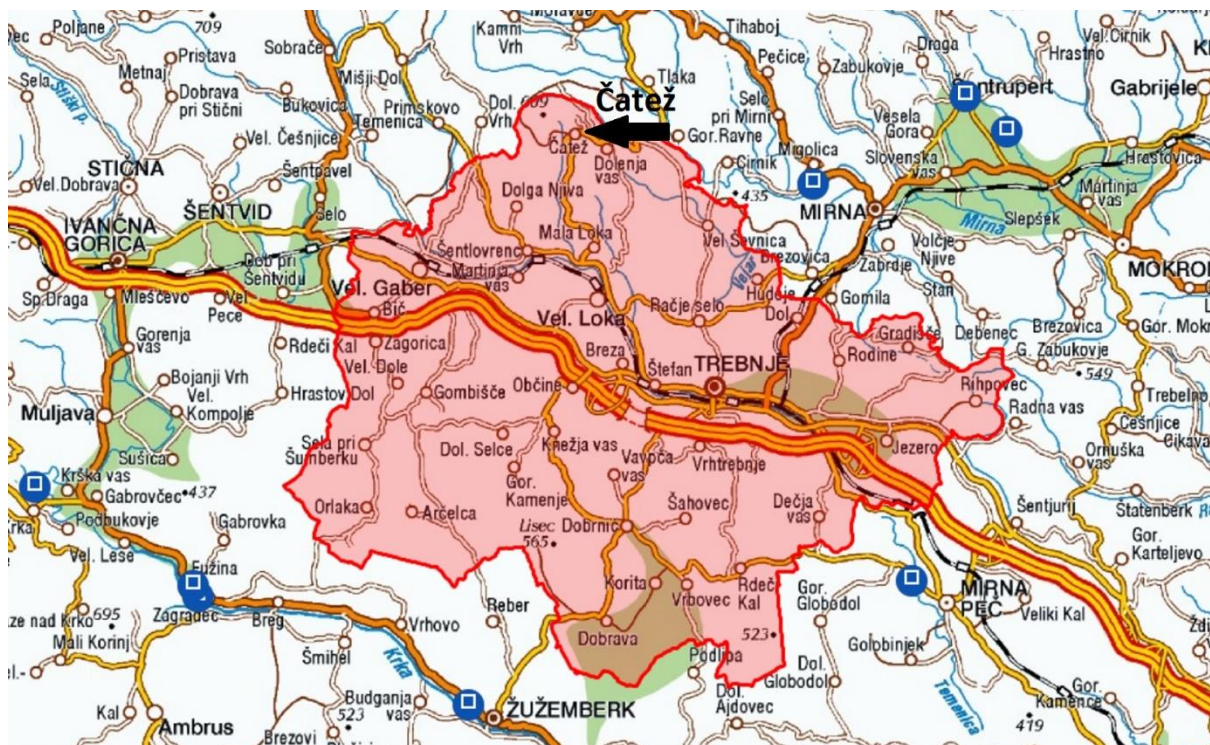 Poljane
709
Kamni
Vrh
Tihaboj
Vel. Cirnik
Pristava
Sobrače
Pečice
Draga
Hrastno
Sela
Metnaj
Dobrava
pri Stični
Mišji Dol
Tlaka
Zabukovje
Šentrupert
Gabrijele
Bukovica
Primskovo
Dol.
Vrh
609
Čatež
Selo
pri Mirni
Vesela
Gora
Stiški p.
Temenica
Čatež
Gor. Ravne
Migolica
Vel. Češnjice
Dolenja
vas
Cirnik
Slovenska
vas
Hrastovica
STIČNA
Šentpavel
Dolga Njiva
435
Martinja
vas
Vel. Dobrava
ŠENTVID
Selo
MIRNA
Mirna
Slepšek
IVANČNA
GORICA
Mala Loka
Vel. Ševnica
Šentlovrenc
Volčje
Njive
Dob pri
Šentvidu
Martinja
vas
Brezovica
Zabrdje
Sp. Draga
Mleščevo
Vel
Pece
Vel. Gaber
Račje selo
Hudeje
Gomila
Stan
Bič
Vel. Loka
Dol.
Debenec
Brezovica
Gor. Mokr
Gorenja
vas
Rdeči Kal
Zagorica
Gradišče
G. Zabukovje
Vel. Dole
Breza
Rodine
549
Bojanji Vrh
Štefan
TREBNJE
Vel.
Kompolje
Hrastov Dol
Gombišče
Občine
Rihpovec
Trebelno
Muljava
Radna vas
Češnjice
Sušica
Sela pri
Šumberku
Dol. Selce
Knežja vas
Jezero
Ornuška
vas
Vavpča
vas
Vrhtrebnje
Krška vas
Gabrovčec
437
Gor.
Kamenje
Orlaka
Šahovec
Dečja
vas
Krka
Podbukovje
Arčelca
Lisec
565
Dobrnič
Šentjurij
Štatenberk
Gabrovka
Vel. Lese
Gor.
Karteljevo
Fužina
Korita
Rdeč
Kal
Gor.
Globodol
MIRNA
PEČ
Zagradec
Reber
Vrbovec
Veliki Kal
695
Breg
Vrhovo
Dobrava
523
Mali Korinj
Golobinjek
Šmihel
Podlipa
Krka
Dol.
Globodol
Temenica
Gor.
Kamence
Budganja
vas
Kal
Ambrus
523
ŽUŽEMBERK
Dol.
Ajdovec
419
Brezovi